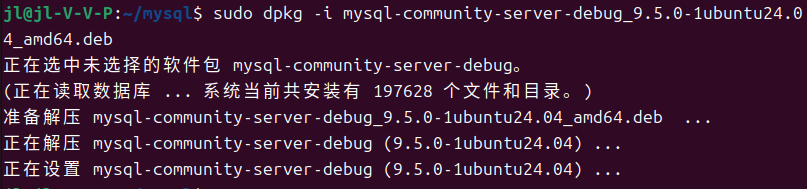 jl@jl-V-V-P:~/mysql$ sudo dpkg -i mysql-community-server-debug_9.5.0-1ubuntu24.0
4_amd64.deb
正在选中未选择的软件包 mysql-community-server-debug。
(正在读取数据库 ... 系统当前共安装有 197628 个文件和目录。)
准备解压 mysql-community-server-debug_9.5.0-1ubuntu24.04_amd64.deb  ...
正在解压 mysql-community-server-debug (9.5.0-1ubuntu24.04) ...
正在设置 mysql-community-server-debug (9.5.0-1ubuntu24.04) ...